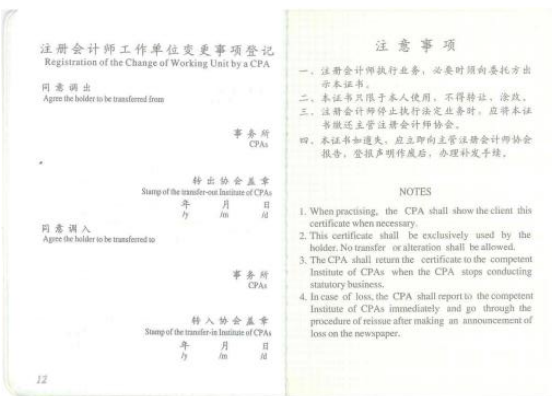 注册会计师工作单位变更事项登记
Registration of the Change of Working Unit by a CPA
同意调出
Agree the holder to be transferred from
事务所
CPAs
转出协会盖章
Stamp of the transfer-out Institute of CPAs
年 月 日
/y /m /d
同意调入
Agree the holder to be transferred to
事务所
CPAs
转入协会盖章
Stamp of the transfer-in Institute of CPAs
年 月 日
/y /m /d
12
注意事项
一、注册会计师执行业务,必要时须向委托方出
示本证书。
二、本证书只限于本人使用,不得转让、涂改。
三、注册会计师停止执行法定业务时,应将本证
书缴还主管注册会计师协会。
四、本证书如遗失,应立即向主管注册会计师协会
报告,登报声明作废后,办理补发手续。
NOTES
1. When practising, the CPA shall show the client this
certificate when necessary.
2. This certificate shall be exclusively used by the
holder. No transfer or alteration shall be allowed.
3. The CPA shall return the certificate to the competent
Institute of CPAs when the CPA stops conducting
statutory business.
4. In case of loss, the CPA shall report to the competent
Institute of CPAs immediately and go through the
procedure of reissue after making an announcement of
loss on the newspaper.